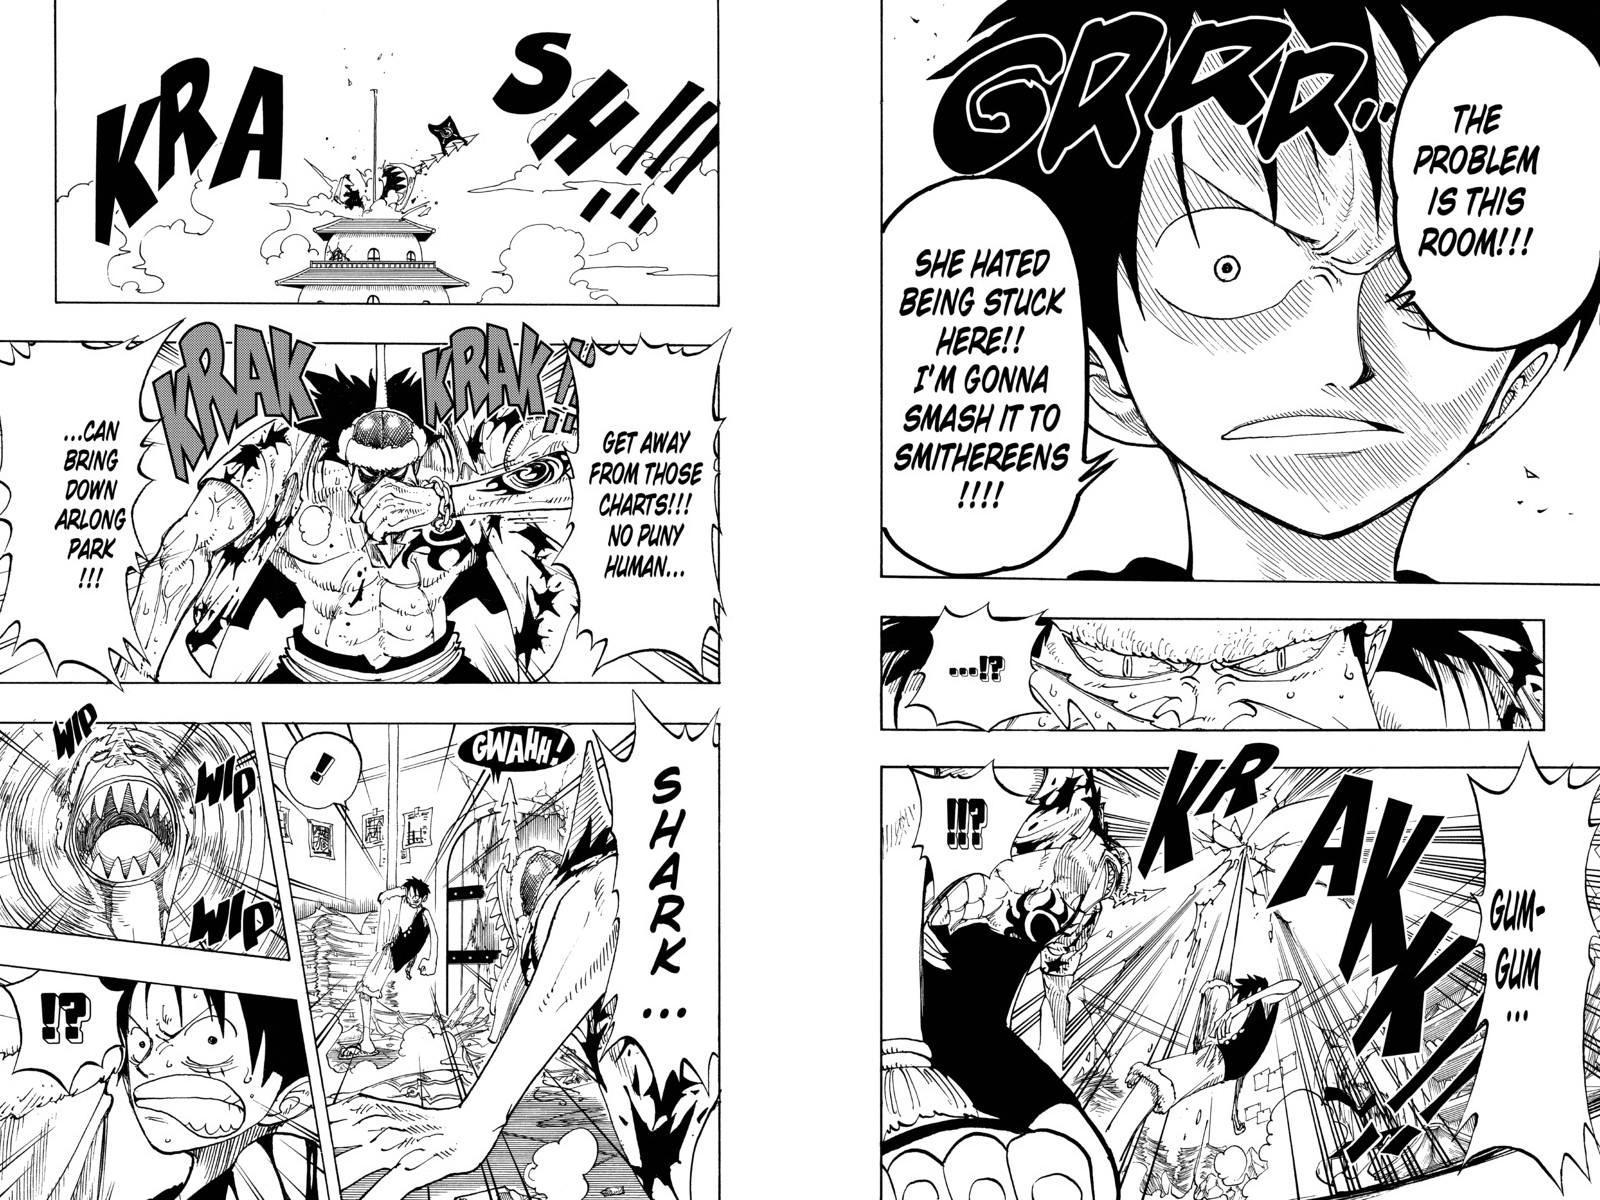 GRRR..
THE
PROBLEM
IS THIS
ROOM!!!
SHE HATED
BEING STUCK
HERE!!
I'M GONNA
SMASH IT TO
SMITHEREENS
!!!!
...!?
GUM-
GUM
...
KRAKK!!
!!?
KRASH!!!
KRAK
KRAK!!
GET AWAY
FROM THOSE
CHARTS!!!
NO PUNY
HUMAN...
...CAN
BRING
DOWN
ARLONG
PARK
!!!
SHARK...
GWAHH!
!
WIP
WIP
WIP
!?